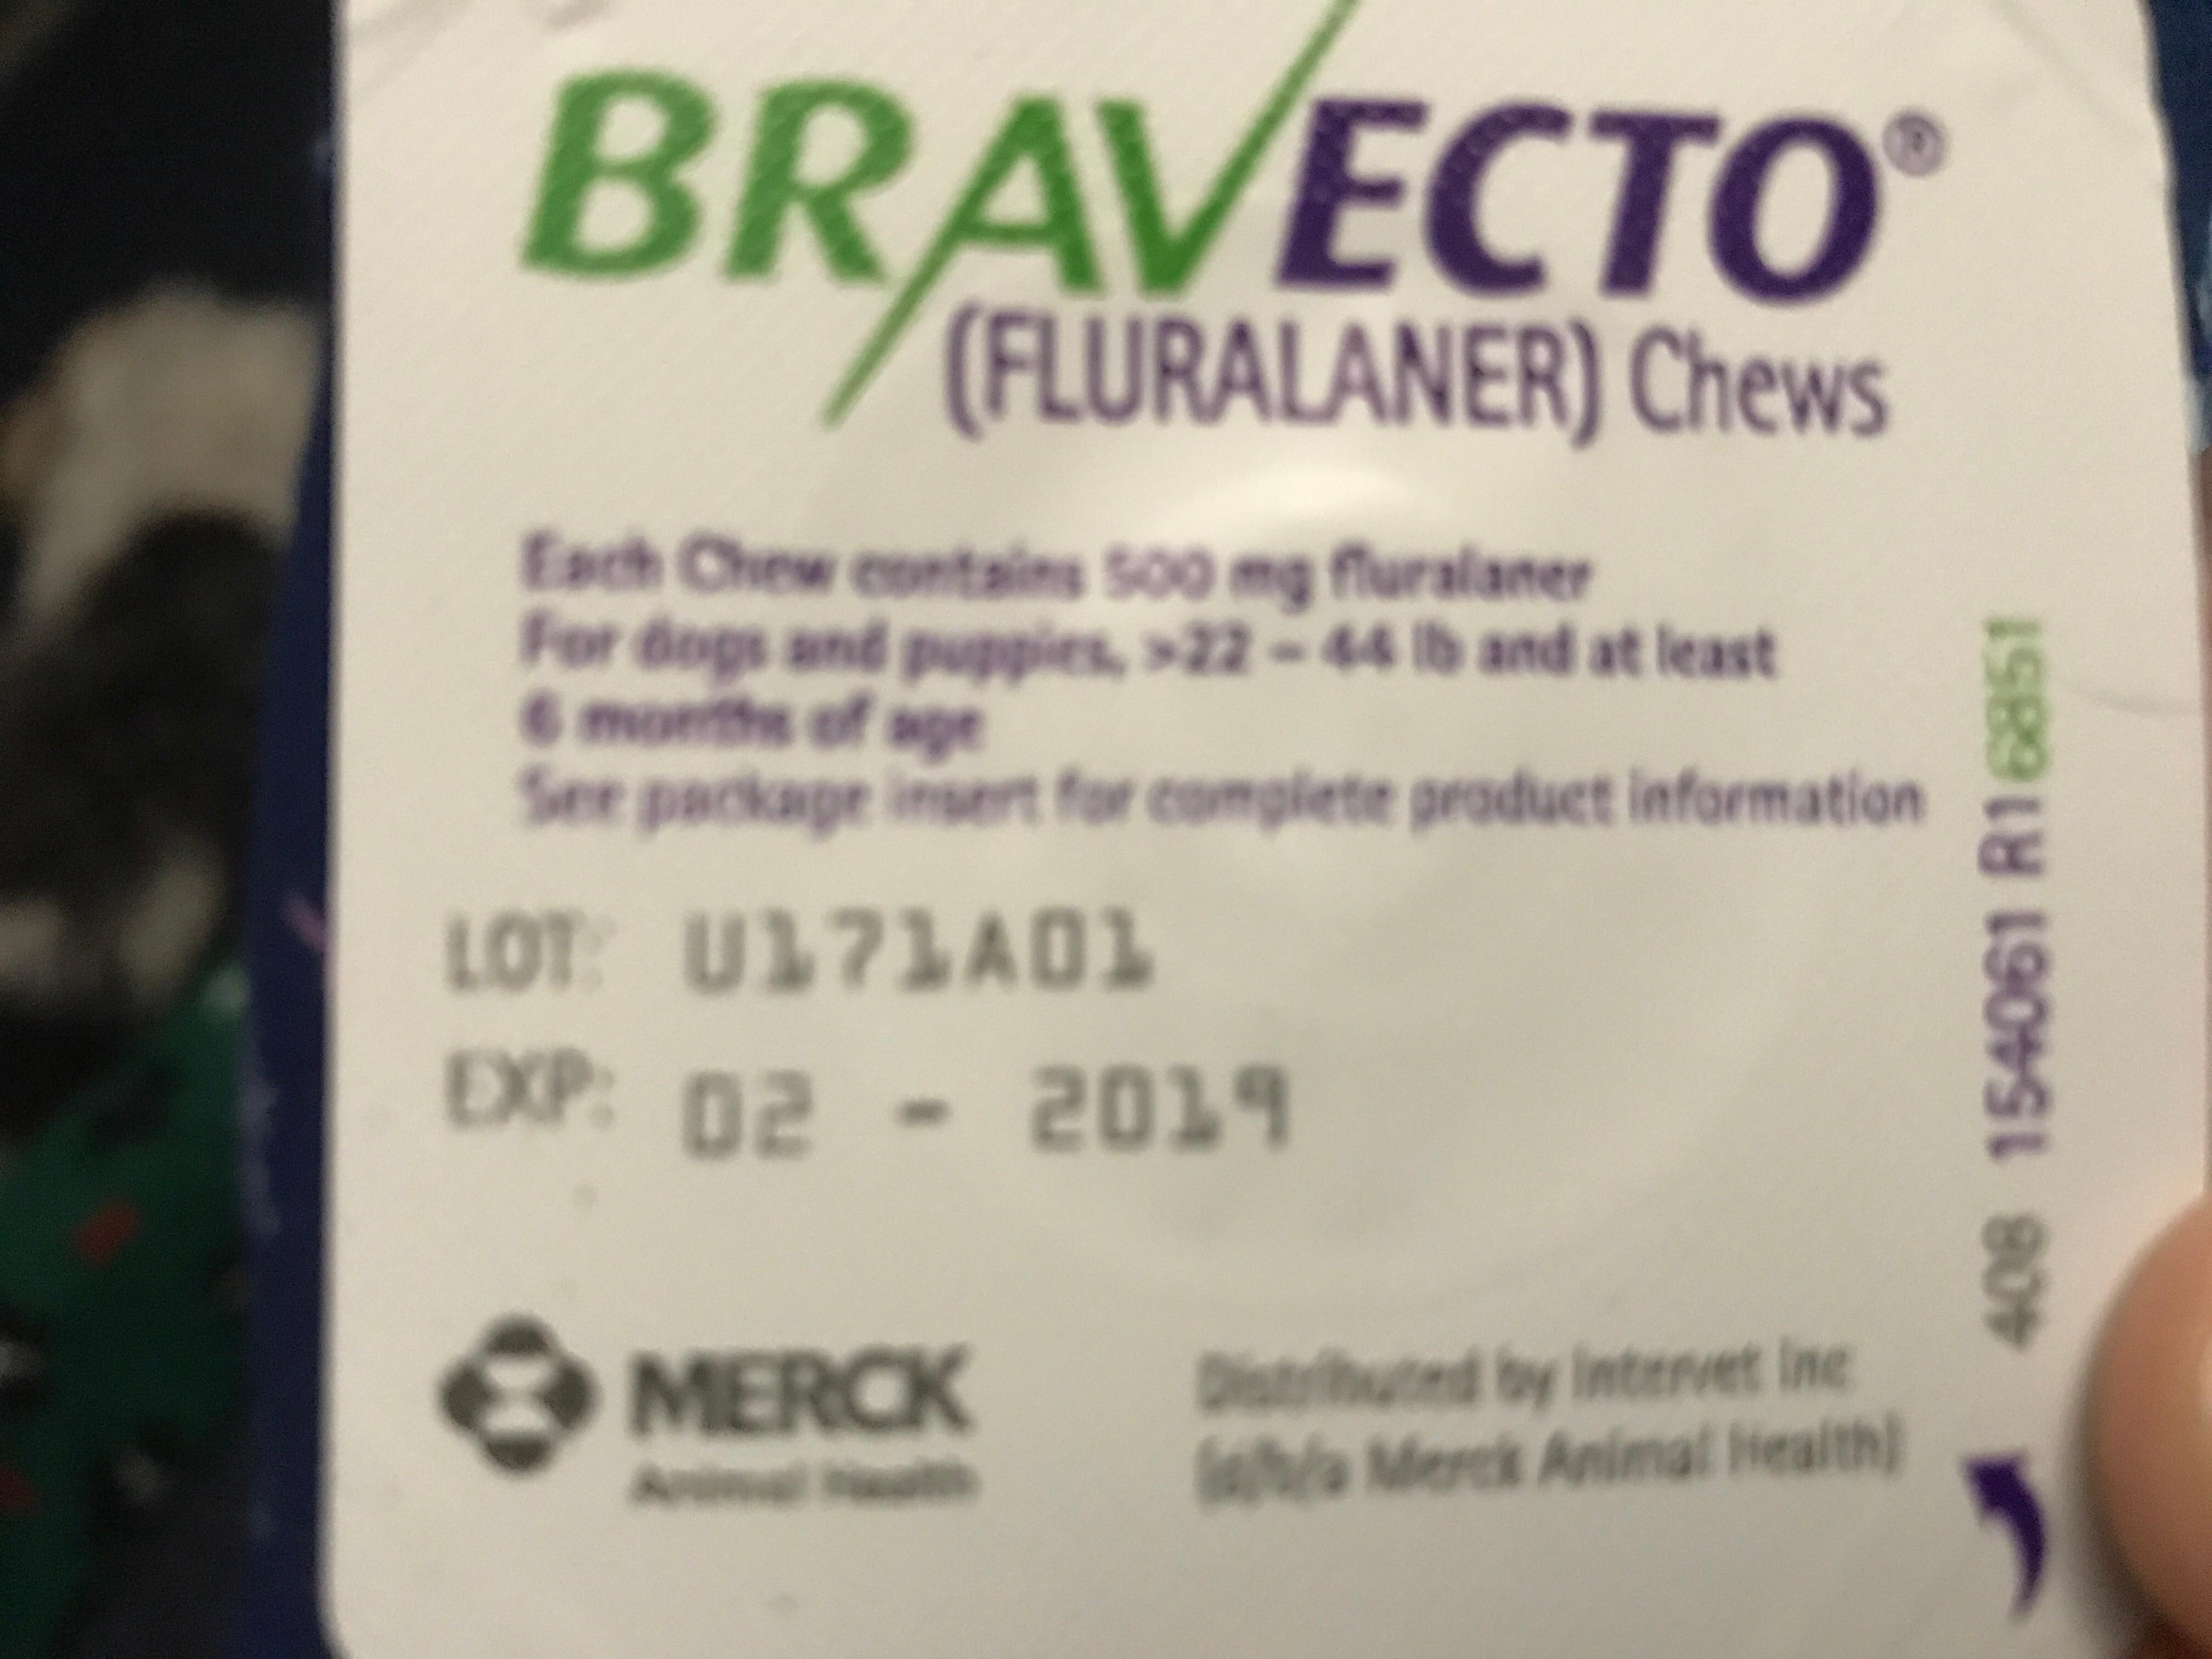 BRAVECTO®
(FLURALANER) Chews
Each Chew contains 500 mg fluralaner
For dogs and puppies, >22 – 44 lb and at least
6 months of age
See package insert for complete product information
LOT: U171A01
EXP: 02 - 2019
MERCK
Animal Health
Distributed by Intervet Inc
(d/b/a Merck Animal Health)
408 154061 R1 6851